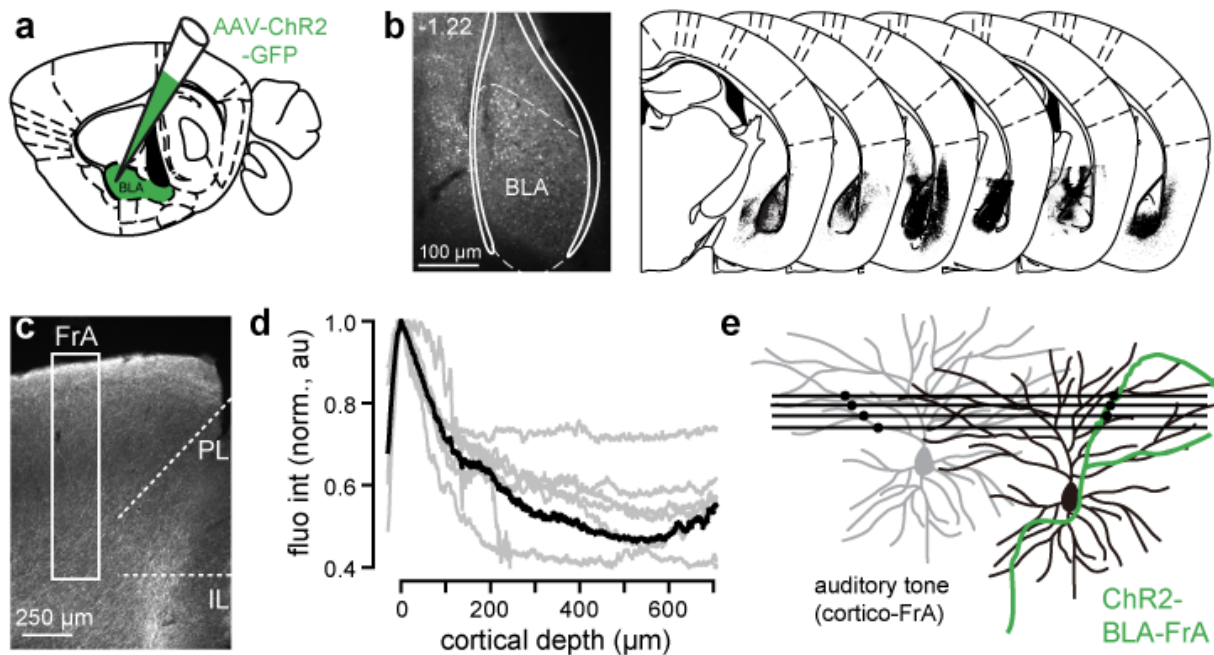 a
AAV-ChR2
-GFP
BLA
b
-1.22
BLA
100 µm
c
FrA
PL
IL
250 µm
d
fluo int (norm., au)
1.0
0.8
0.6
0.4
0 200 400 600
cortical depth (µm)
e
auditory tone
(cortico-FrA)
ChR2-
BLA-FrA